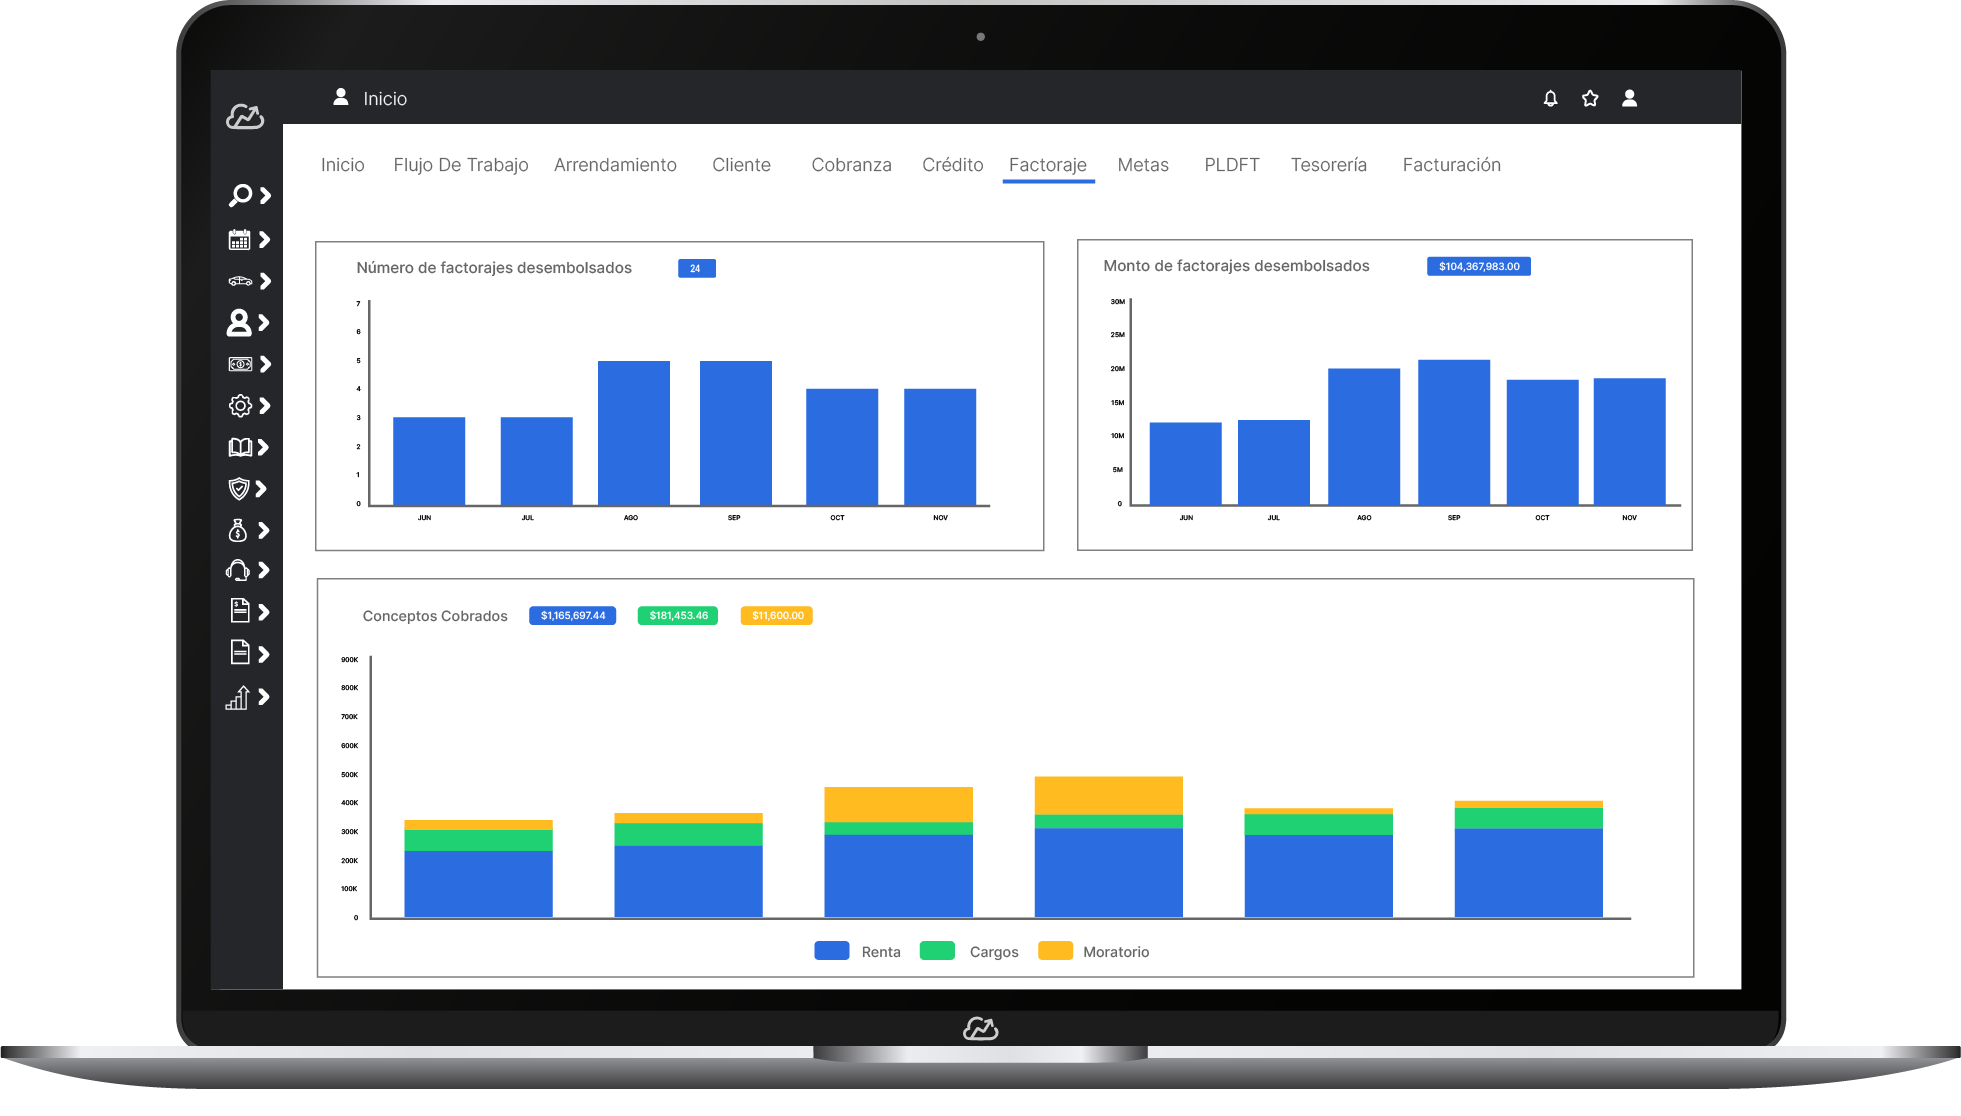 Inicio
Inicio Flujo De Trabajo Arrendamiento Cliente Cobranza Crédito Factoraje Metas PLDFT Tesorería Facturación
Número de factorajes desembolsados 24
7
6
5
4
3
2
1
0
JUN JUL AGO SEP OCT NOV
Monto de factorajes desembolsados $104,367,983.00
30M
25M
20M
15M
10M
5M
0
JUN JUL AGO SEP OCT NOV
Conceptos Cobrados $1,165,697.44 $181,453.46 $11,600.00
900K
800K
700K
600K
500K
400K
300K
200K
100K
0
Renta Cargos Moratorio